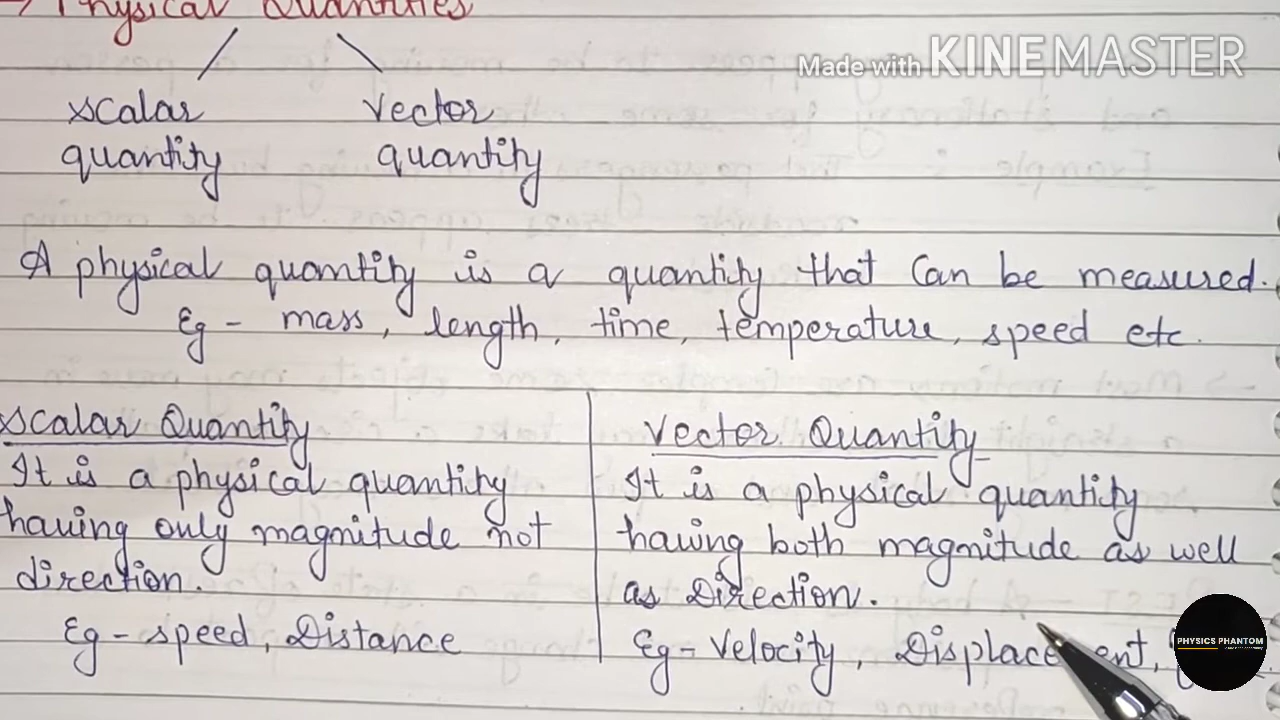 → Physical Quantities
Made with KINEMASTER
Scalar Vector
quantity quantity
A physical quantity is a quantity that Can be measured.
Eg - mass, length, time, temperature, speed etc.
Scalar Quantity
It is a physical quantity
having only magnitude not
direction.
Eg - speed, Distance
Vector Quantity
It is a physical quantity
having both magnitude as well
as Direction.
Eg - Velocity, Displacement,
PHYSICS PHANTOM